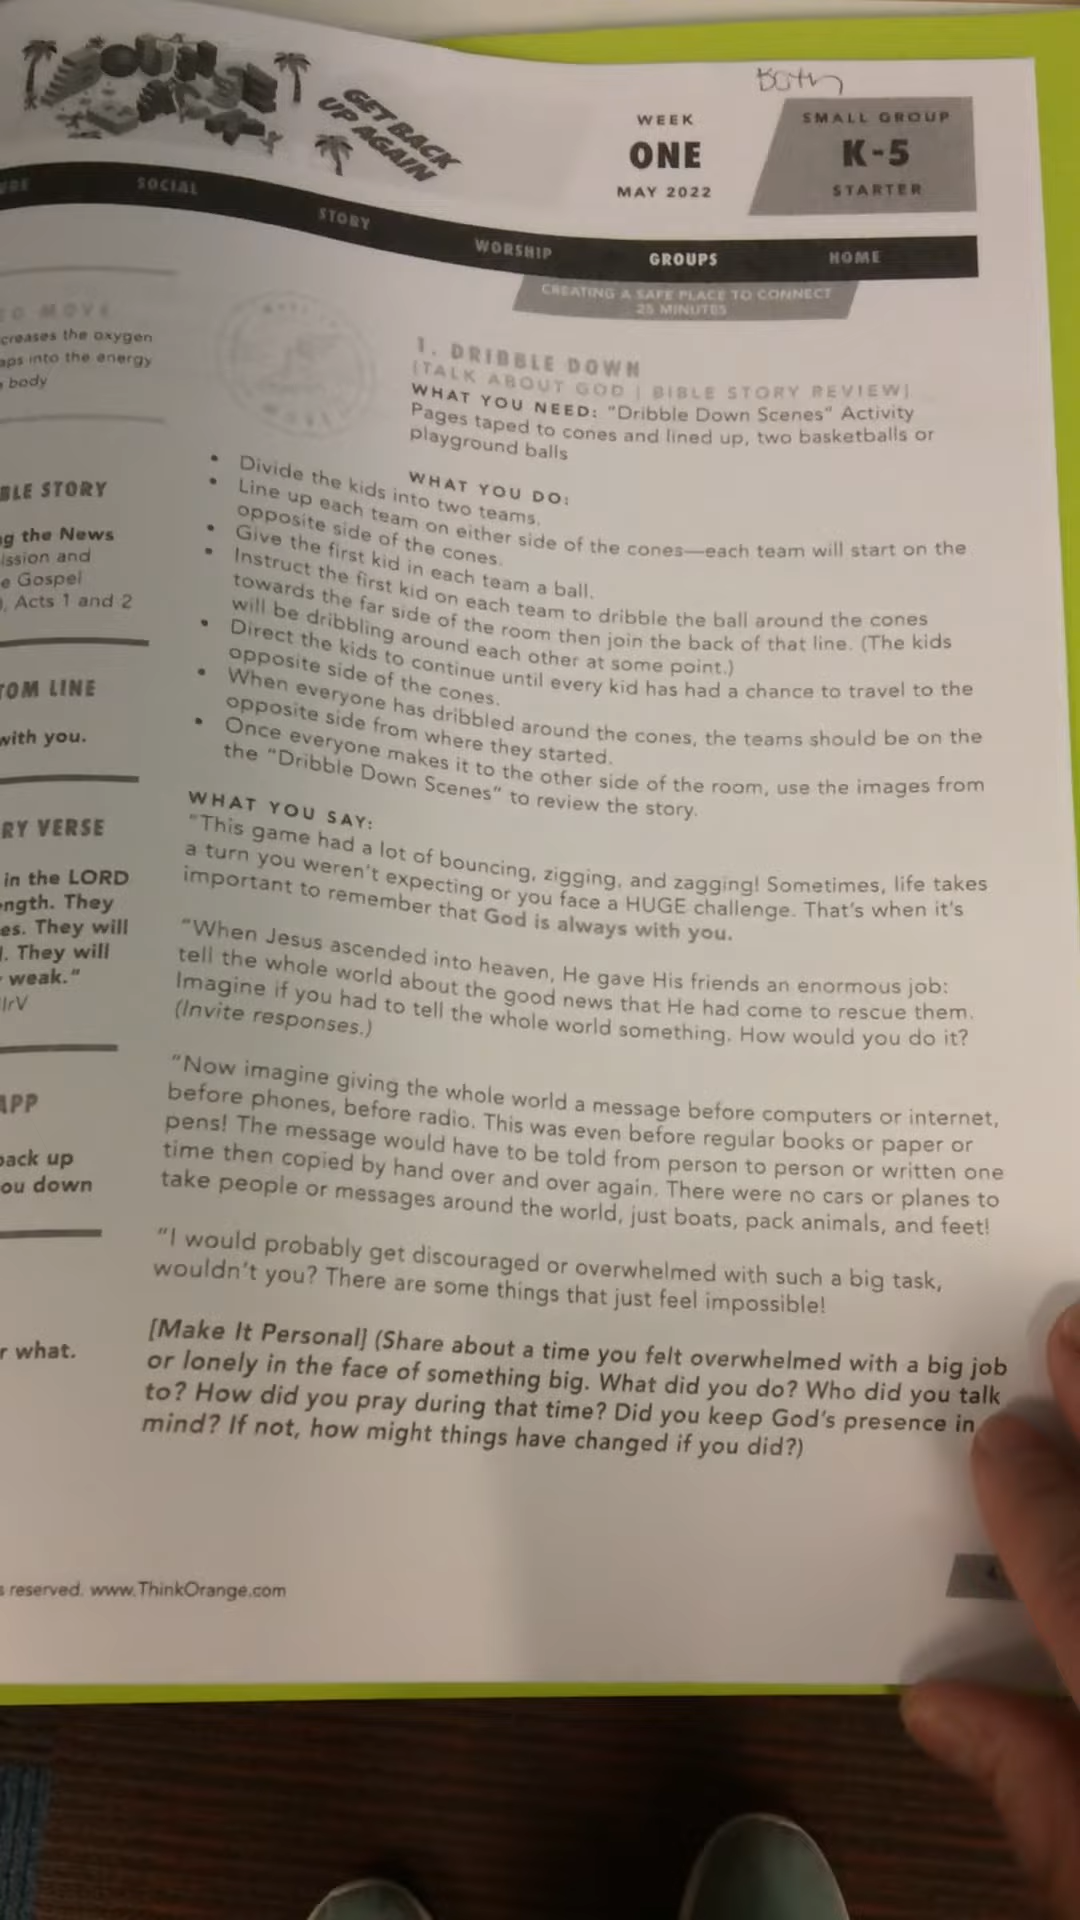 BOUNCE
BACK
GET BACK
UP AGAIN
Both
WEEK
ONE
MAY 2022
SMALL GROUP
K-5
STARTER
SOCIAL
STORY
WORSHIP
GROUPS
HOME
CREATING A SAFE PLACE TO CONNECT
25 MINUTES
MOVE
creases the oxygen
aps into the energy
body
BLE STORY
g the News
ission and
e Gospel
), Acts 1 and 2
TOM LINE
with you.
RY VERSE
in the LORD
ength. They
es. They will
. They will
weak."
IrV
APP
back up
ou down
r what.
1. DRIBBLE DOWN
[TALK ABOUT GOD | BIBLE STORY REVIEW]
WHAT YOU NEED: "Dribble Down Scenes" Activity
Pages taped to cones and lined up, two basketballs or
playground balls
WHAT YOU DO:
• Divide the kids into two teams.
• Line up each team on either side of the cones—each team will start on the
opposite side of the cones.
• Give the first kid in each team a ball.
• Instruct the first kid on each team to dribble the ball around the cones
towards the far side of the room then join the back of that line. (The kids
will be dribbling around each other at some point.)
• Direct the kids to continue until every kid has had a chance to travel to the
opposite side of the cones.
• When everyone has dribbled around the cones, the teams should be on the
opposite side from where they started.
• Once everyone makes it to the other side of the room, use the images from
the "Dribble Down Scenes" to review the story.
WHAT YOU SAY:
"This game had a lot of bouncing, zigging, and zagging! Sometimes, life takes
a turn you weren't expecting or you face a HUGE challenge. That's when it's
important to remember that God is always with you.
"When Jesus ascended into heaven, He gave His friends an enormous job:
tell the whole world about the good news that He had come to rescue them.
Imagine if you had to tell the whole world something. How would you do it?
(Invite responses.)
"Now imagine giving the whole world a message before computers or internet,
before phones, before radio. This was even before regular books or paper or
pens! The message would have to be told from person to person or written one
time then copied by hand over and over again. There were no cars or planes to
take people or messages around the world, just boats, pack animals, and feet!
"I would probably get discouraged or overwhelmed with such a big task,
wouldn't you? There are some things that just feel impossible!
[Make It Personal] (Share about a time you felt overwhelmed with a big job
or lonely in the face of something big. What did you do? Who did you talk
to? How did you pray during that time? Did you keep God's presence in
mind? If not, how might things have changed if you did?)
s reserved. www.ThinkOrange.com